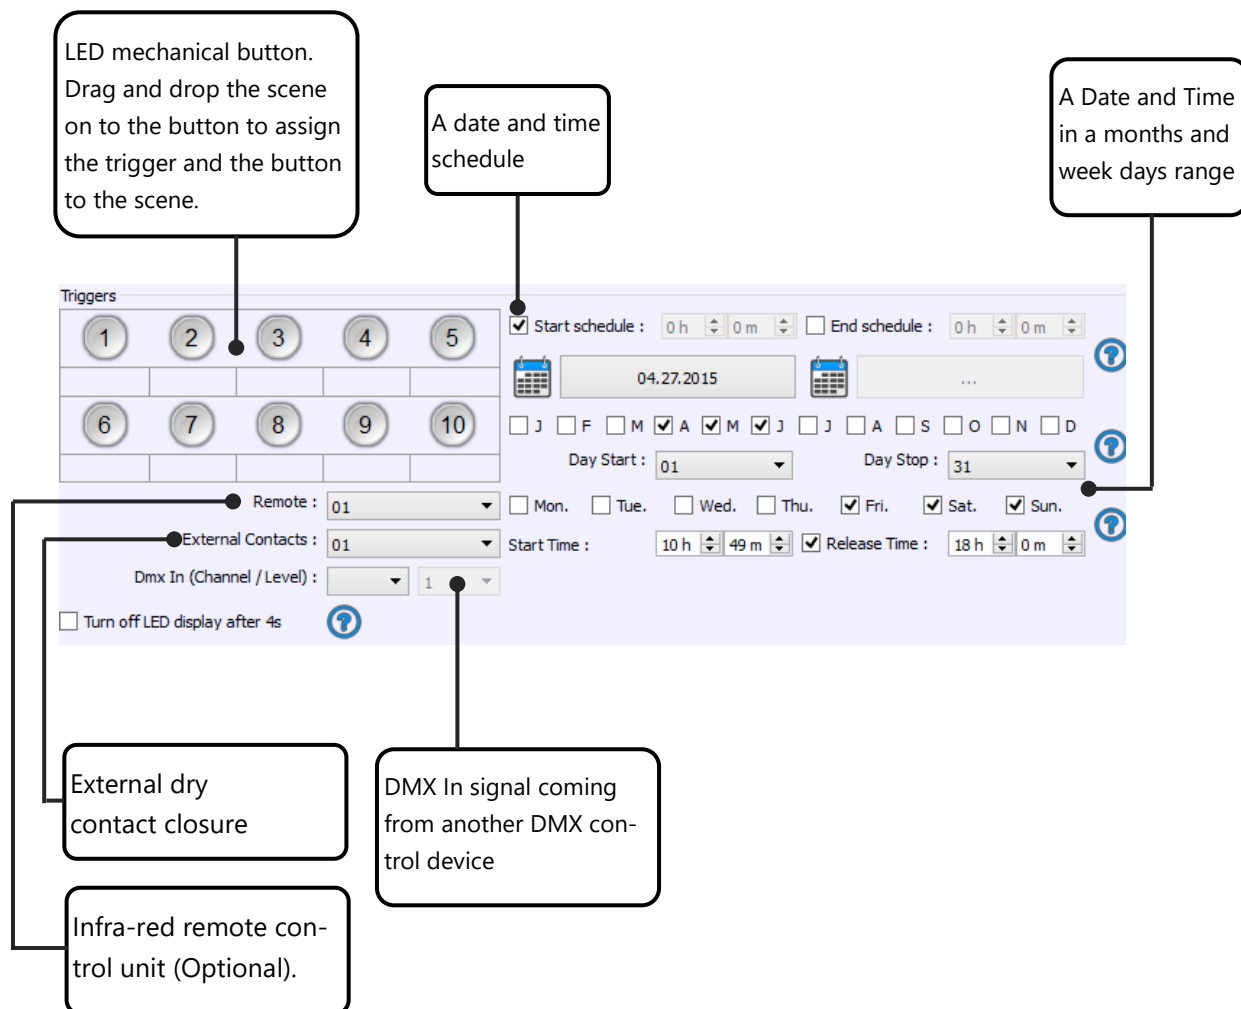 LED mechanical button.
Drag and drop the scene
on to the button to assign
the trigger and the button
to the scene.
A date and time
schedule
A Date and Time
in a months and
week days range
Triggers
1 2 3 4 5
6 7 8 9 10
Start schedule : 0 h 0 m End schedule : 0 h 0 m ?
04.27.2015 ...
J F M A M J J A S O N D ?
Day Start : 01 Day Stop : 31
Remote : 01
Mon. Tue. Wed. Thu. Fri. Sat. Sun. ?
External Contacts : 01
Start Time : 10 h 49 m Release Time : 18 h 0 m
Dmx In (Channel / Level) : 1
Turn off LED display after 4s ?
External dry
contact closure
DMX In signal coming
from another DMX con-
trol device
Infra-red remote con-
trol unit (Optional).